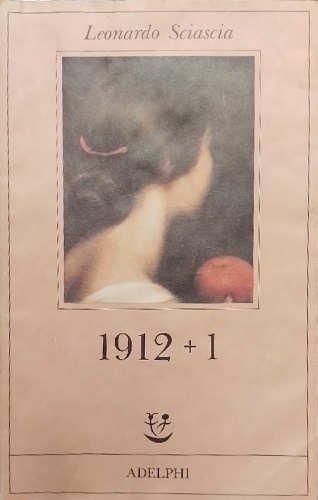 Leonardo Sciascia
1912 + 1
ADELPHI